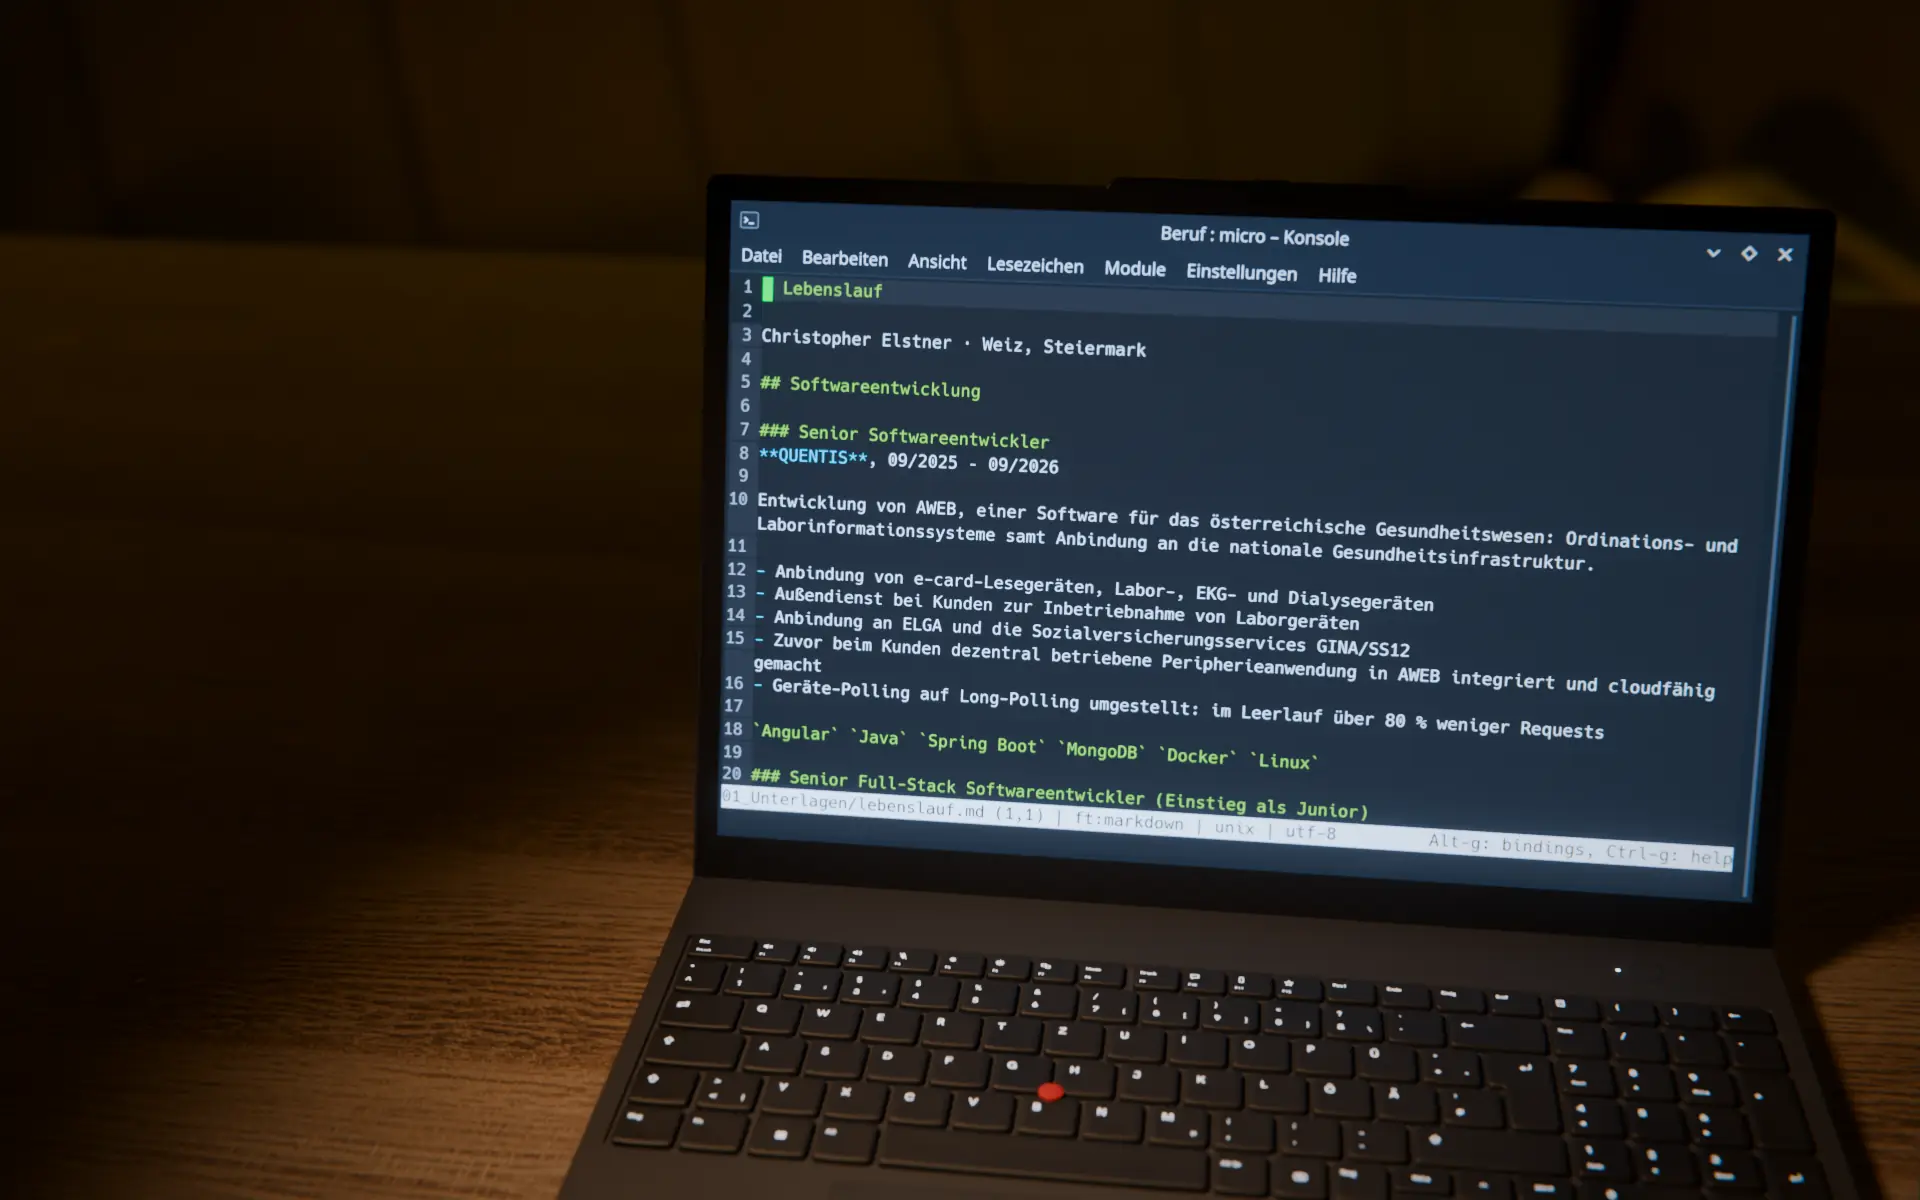 Beruf : micro – Konsole
Datei Bearbeiten Ansicht Lesezeichen Module Einstellungen Hilfe
1 Lebenslauf
2
3 Christopher Elstner · Weiz, Steiermark
4
5 ## Softwareentwicklung
6
7 ### Senior Softwareentwickler
8 **QUENTIS**, 09/2025 - 09/2026
9
10 Entwicklung von AWEB, einer Software für das österreichische Gesundheitswesen: Ordinations- und
Laborinformationssysteme samt Anbindung an die nationale Gesundheitsinfrastruktur.
11
12 - Anbindung von e-card-Lesegeräten, Labor-, EKG- und Dialysegeräten
13 - Außendienst bei Kunden zur Inbetriebnahme von Laborgeräten
14 - Anbindung an ELGA und die Sozialversicherungsservices GINA/SS12
15 - Zuvor beim Kunden dezentral betriebene Peripherieanwendung in AWEB integriert und cloudfähig
gemacht
16 - Geräte-Polling auf Long-Polling umgestellt: im Leerlauf über 80 % weniger Requests
17
18 `Angular` `Java` `Spring Boot` `MongoDB` `Docker` `Linux`
19
20 ### Senior Full-Stack Softwareentwickler (Einstieg als Junior)
01_Unterlagen/lebenslauf.md (1,1) | ft:markdown | unix | utf-8 Alt-g: bindings, Ctrl-g: help
Q W E R T Z U I O P Ü
A S D F G H J K L Ö Ä
Y X C V B N M